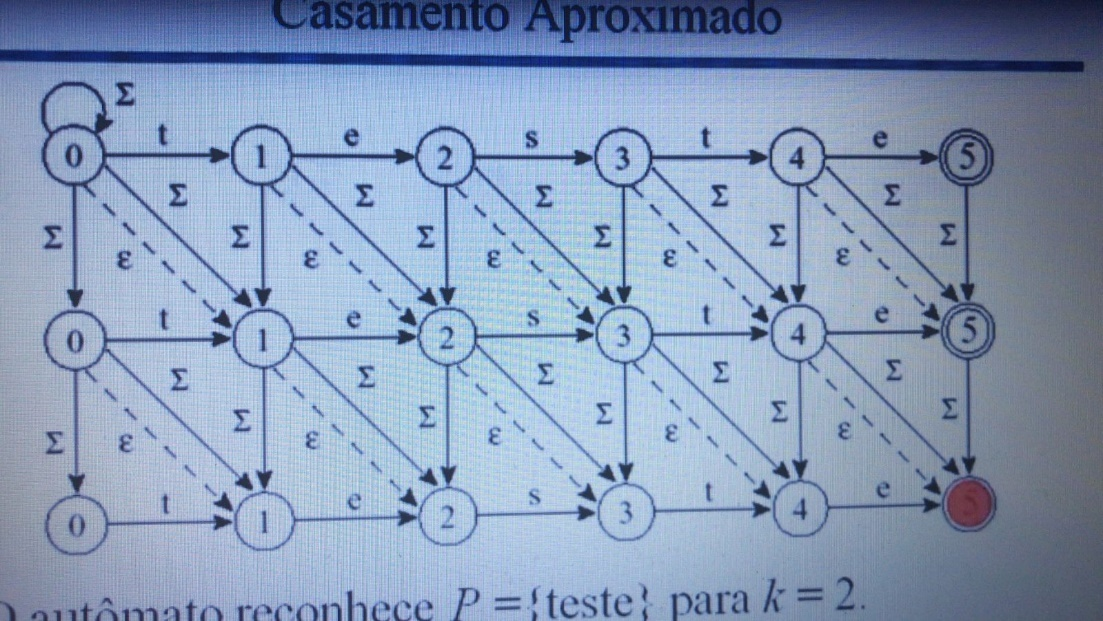 Casamento Aproximado
Σ
0 t 1 e 2 s 3 t 4 e 5
Σ Σ Σ Σ Σ
Σ Σ Σ Σ Σ Σ
ε ε ε ε ε
0 t 1 e 2 s 3 t 4 e 5
Σ Σ Σ Σ Σ
Σ Σ Σ Σ Σ Σ
ε ε ε ε ε
0 t 1 e 2 s 3 t 4 e 5
O autômato reconhece P = {teste} para k = 2.